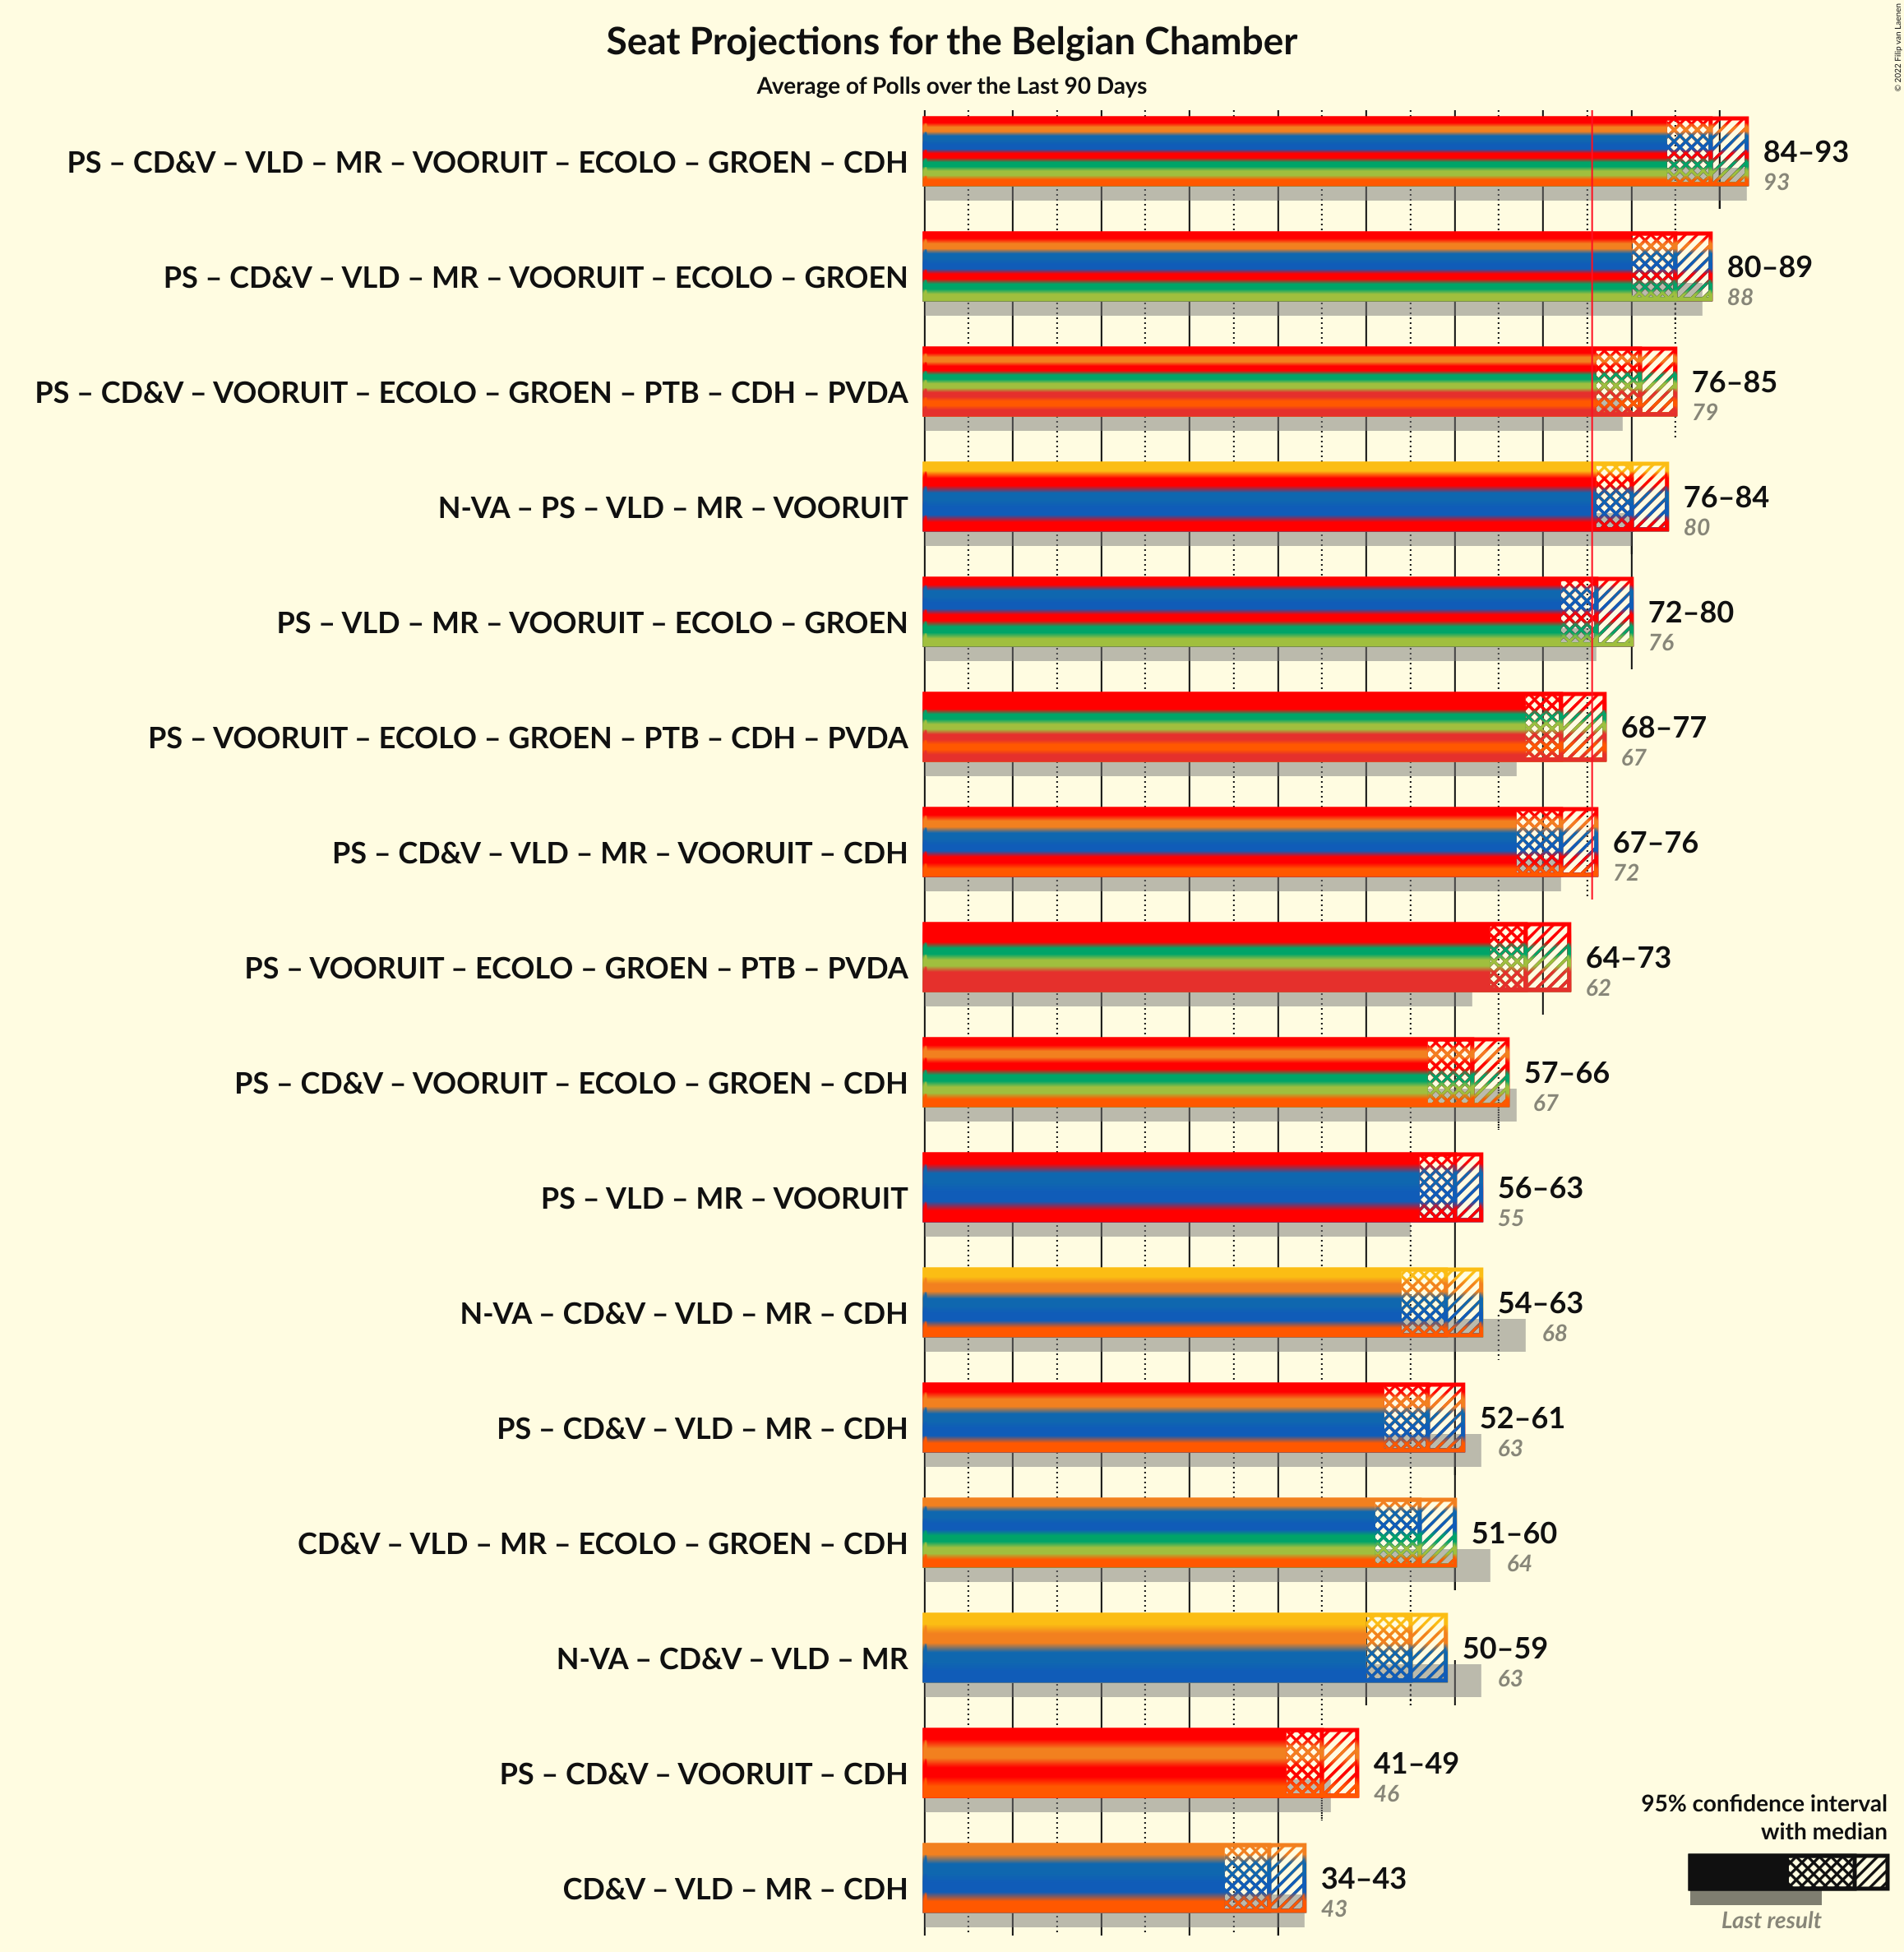 Seat Projections for the Belgian Chamber
Average of Polls over the Last 90 Days
© 2022 Filip van Laenen
PS – CD&V – VLD – MR – VOORUIT – ECOLO – GROEN – CDH
84–93
93
PS – CD&V – VLD – MR – VOORUIT – ECOLO – GROEN
80–89
88
PS – CD&V – VOORUIT – ECOLO – GROEN – PTB – CDH – PVDA
76–85
79
N-VA – PS – VLD – MR – VOORUIT
76–84
80
PS – VLD – MR – VOORUIT – ECOLO – GROEN
72–80
76
PS – VOORUIT – ECOLO – GROEN – PTB – CDH – PVDA
68–77
67
PS – CD&V – VLD – MR – VOORUIT – CDH
67–76
72
PS – VOORUIT – ECOLO – GROEN – PTB – PVDA
64–73
62
PS – CD&V – VOORUIT – ECOLO – GROEN – CDH
57–66
67
PS – VLD – MR – VOORUIT
56–63
55
N-VA – CD&V – VLD – MR – CDH
54–63
68
PS – CD&V – VLD – MR – CDH
52–61
63
CD&V – VLD – MR – ECOLO – GROEN – CDH
51–60
64
N-VA – CD&V – VLD – MR
50–59
63
PS – CD&V – VOORUIT – CDH
41–49
46
CD&V – VLD – MR – CDH
34–43
43
95% confidence interval
with median
Last result